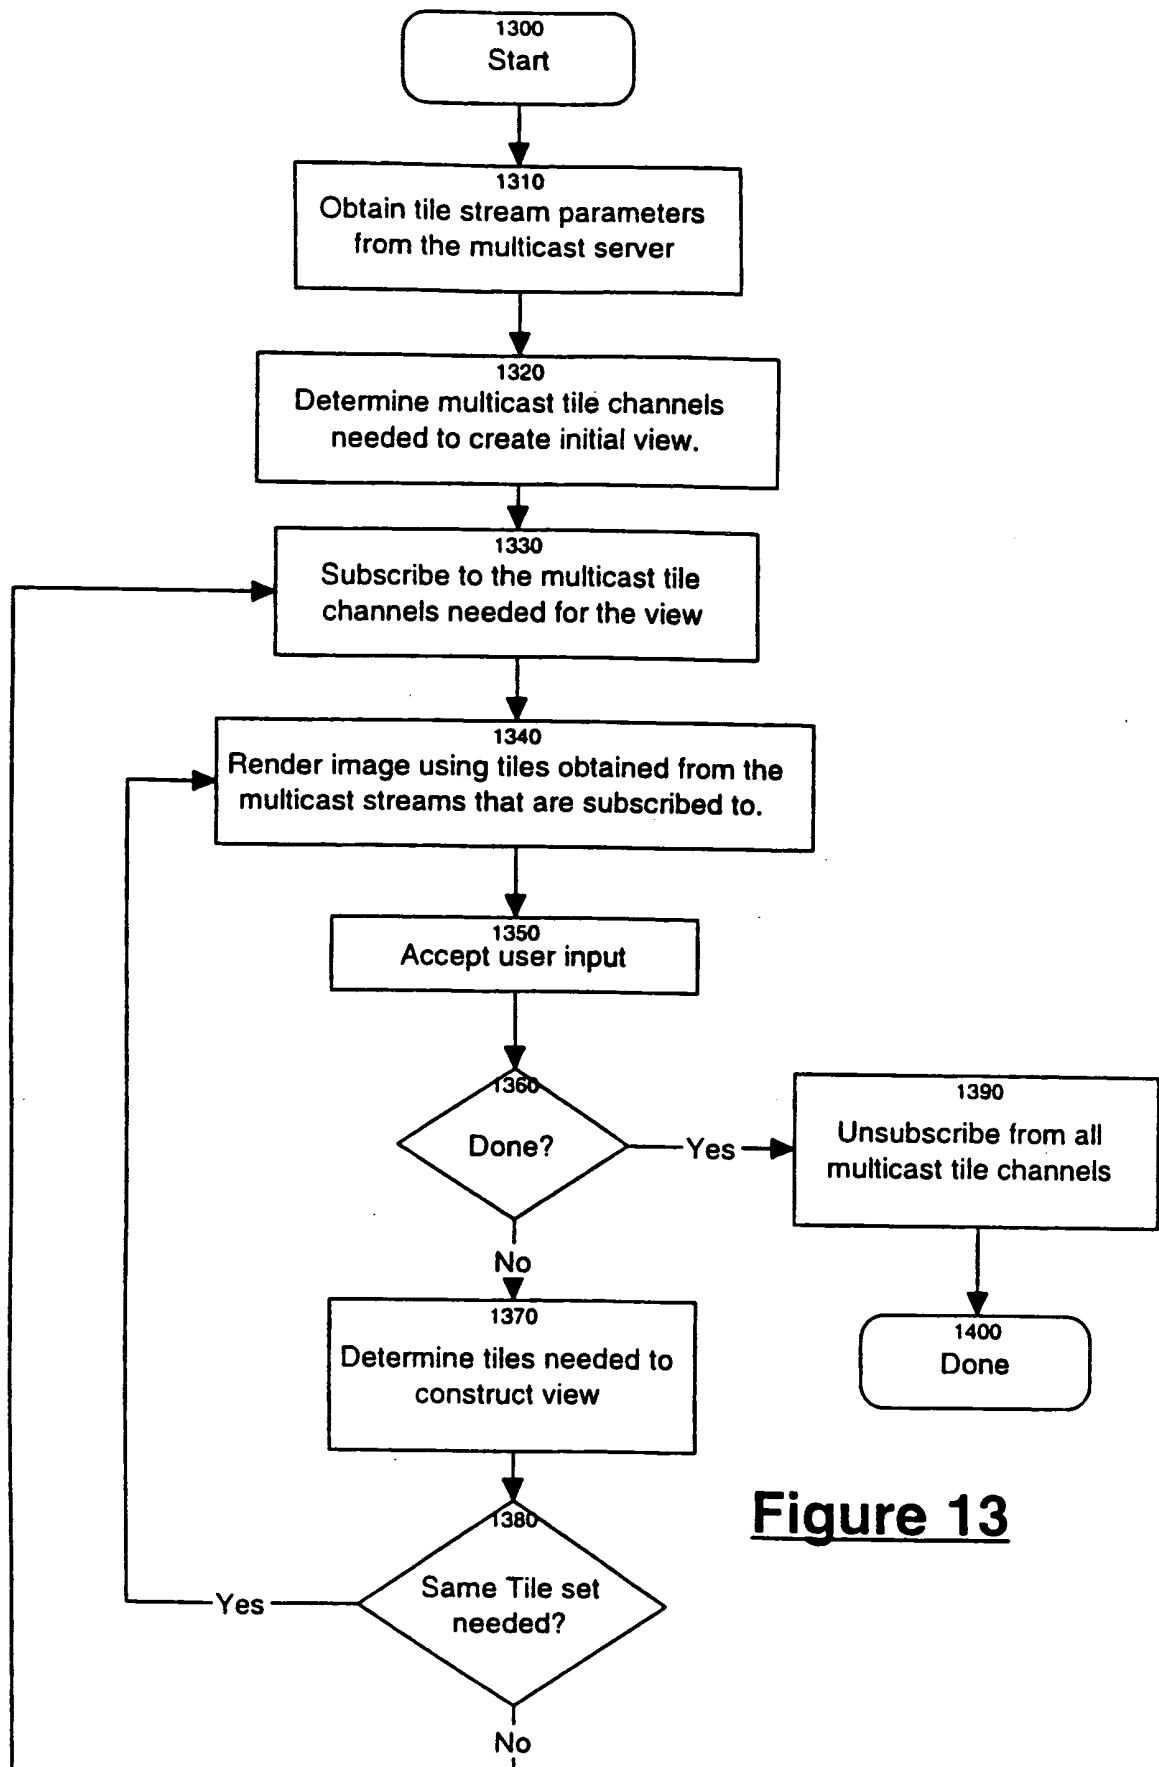 1300
Start
1310
Obtain tile stream parameters
from the multicast server
1320
Determine multicast tile channels
needed to create initial view.
1330
Subscribe to the multicast tile
channels needed for the view
1340
Render image using tiles obtained from the
multicast streams that are subscribed to.
1350
Accept user input
1360
Done?
Yes
1390
Unsubscribe from all
multicast tile channels
No
1370
Determine tiles needed to
construct view
1400
Done
1380
Same Tile set
needed?
Yes
No
Figure 13